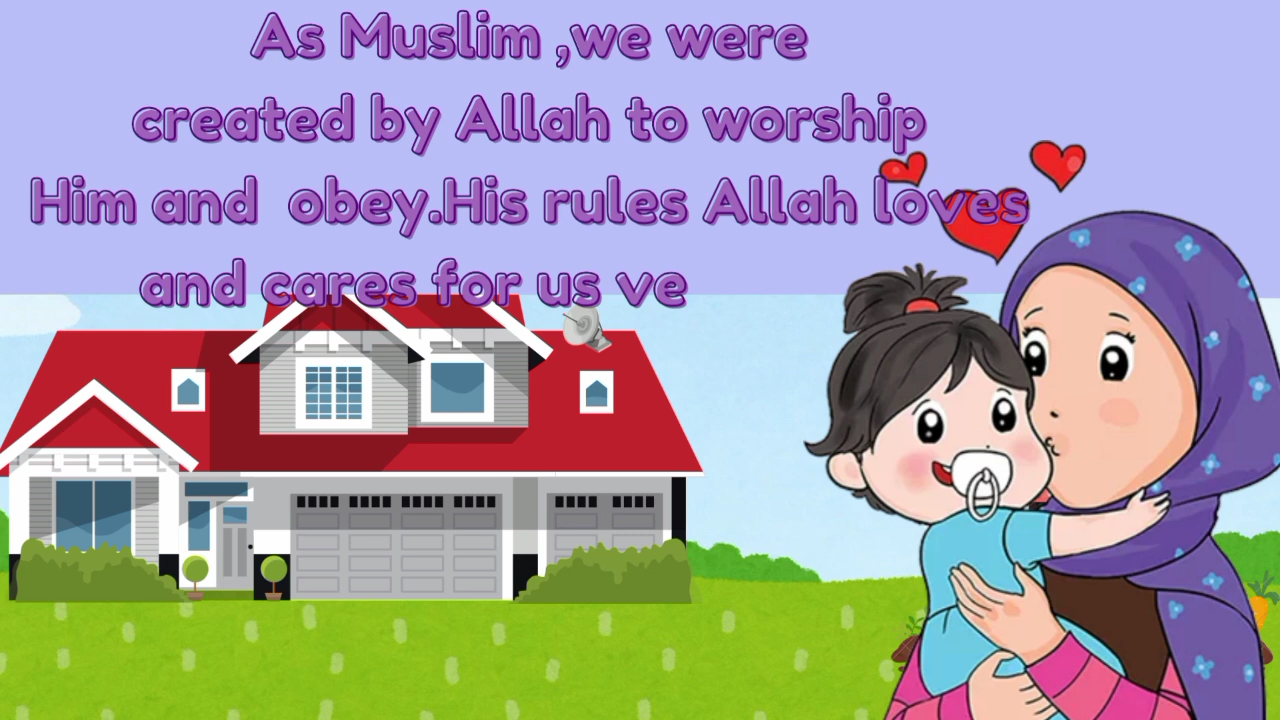 As Muslim ,we were
created by Allah to worship
Him and  obey.His rules Allah loves
and cares for us ve